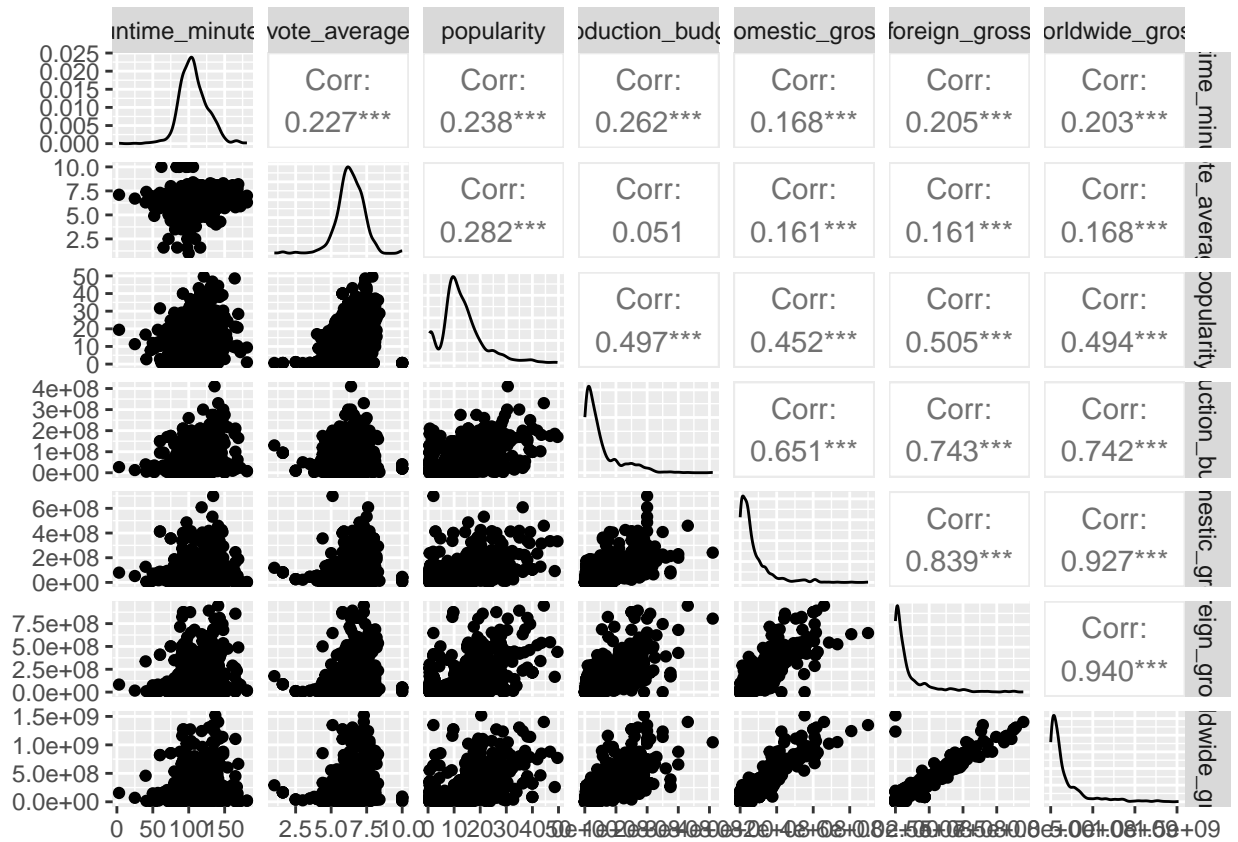 untime_minute vote_average popularity oduction_budg omestic_gros foreign_gross orldwide_gros
0.025
0.020
0.015
0.010
0.005
0.000
Corr: Corr: Corr: Corr: Corr: Corr:
0.227*** 0.238*** 0.262*** 0.168*** 0.205*** 0.203***
ime_min
10.0
7.5
5.0
2.5
Corr: Corr: Corr: Corr: Corr:
0.282*** 0.051 0.161*** 0.161*** 0.168***
te_avera
50
40
30
20
10
0
Corr: Corr: Corr: Corr:
0.497*** 0.452*** 0.505*** 0.494***
popularity
4e+08
3e+08
2e+08
1e+08
0e+00
Corr: Corr: Corr:
0.651*** 0.743*** 0.742***
uction_bu
6e+08
4e+08
2e+08
0e+00
Corr: Corr:
0.839*** 0.927***
nestic_gr
7.5e+08
5.0e+08
2.5e+08
0.0e+00
Corr:
0.940***
reign_gro
1.5e+09
1.0e+09
5.0e+08
0.0e+00
ldwide_g
0 50 100 150 2.5 5.0 7.5 10.0 0 10 20 30 40 50